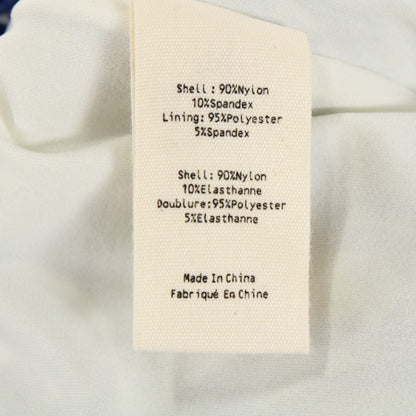 Shell: 90%Nylon
10%Spandex
Lining: 95%Polyester
5%Spandex
Shell: 90%Nylon
10%Elasthanne
Doublure:95%Polyester
5%Elasthanne
Made In China
Fabriqué En Chine